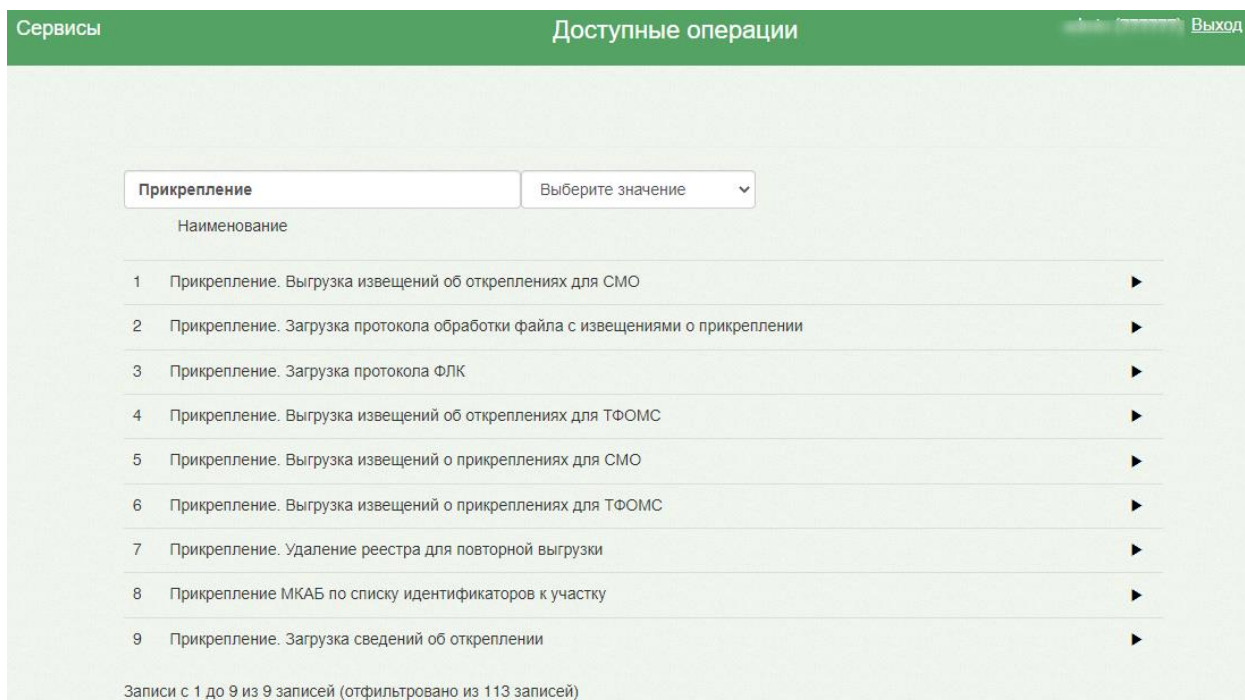 Сервисы Доступные операции Выход
Прикрепление Выберите значение
Наименование
1 Прикрепление. Выгрузка извещений об откреплениях для СМО
2 Прикрепление. Загрузка протокола обработки файла с извещениями о прикреплении
3 Прикрепление. Загрузка протокола ФЛК
4 Прикрепление. Выгрузка извещений об откреплениях для ТФОМС
5 Прикрепление. Выгрузка извещений о прикреплениях для СМО
6 Прикрепление. Выгрузка извещений о прикреплениях для ТФОМС
7 Прикрепление. Удаление реестра для повторной выгрузки
8 Прикрепление МКАБ по списку идентификаторов к участку
9 Прикрепление. Загрузка сведений об откреплении
Записи с 1 до 9 из 9 записей (отфильтровано из 113 записей)